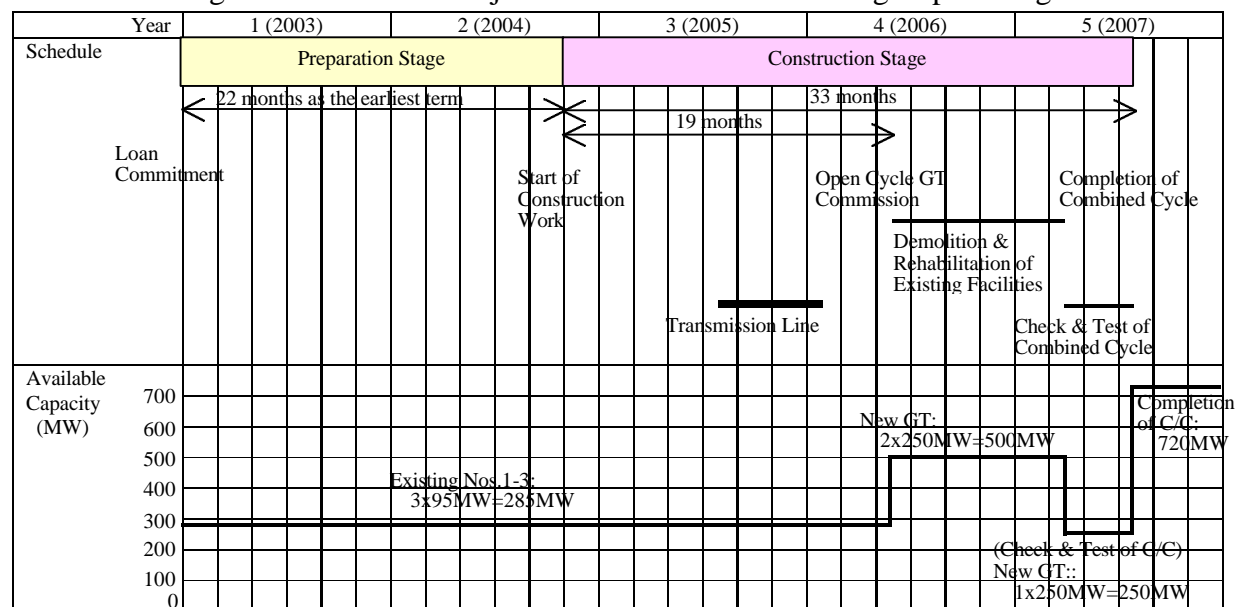 Year 1 (2003) 2 (2004) 3 (2005) 4 (2006) 5 (2007)
Schedule
Preparation Stage Construction Stage
22 months as the earliest term 33 months
19 months
Loan
Commitment
Start of
Construction
Work
Open Cycle GT
Commission
Completion of
Combined Cycle
Demolition &
Rehabilitation of
Existing Facilities
Transmission Line
Check & Test of
Combined Cycle
Available
Capacity
(MW)
700
600
500
400
300
200
100
0
Existing Nos.1-3:
3x95MW=285MW
New GT:
2x250MW=500MW
Completion
of C/C:
720MW
(Check & Test of C/C)
New GT::
1x250MW=250MW